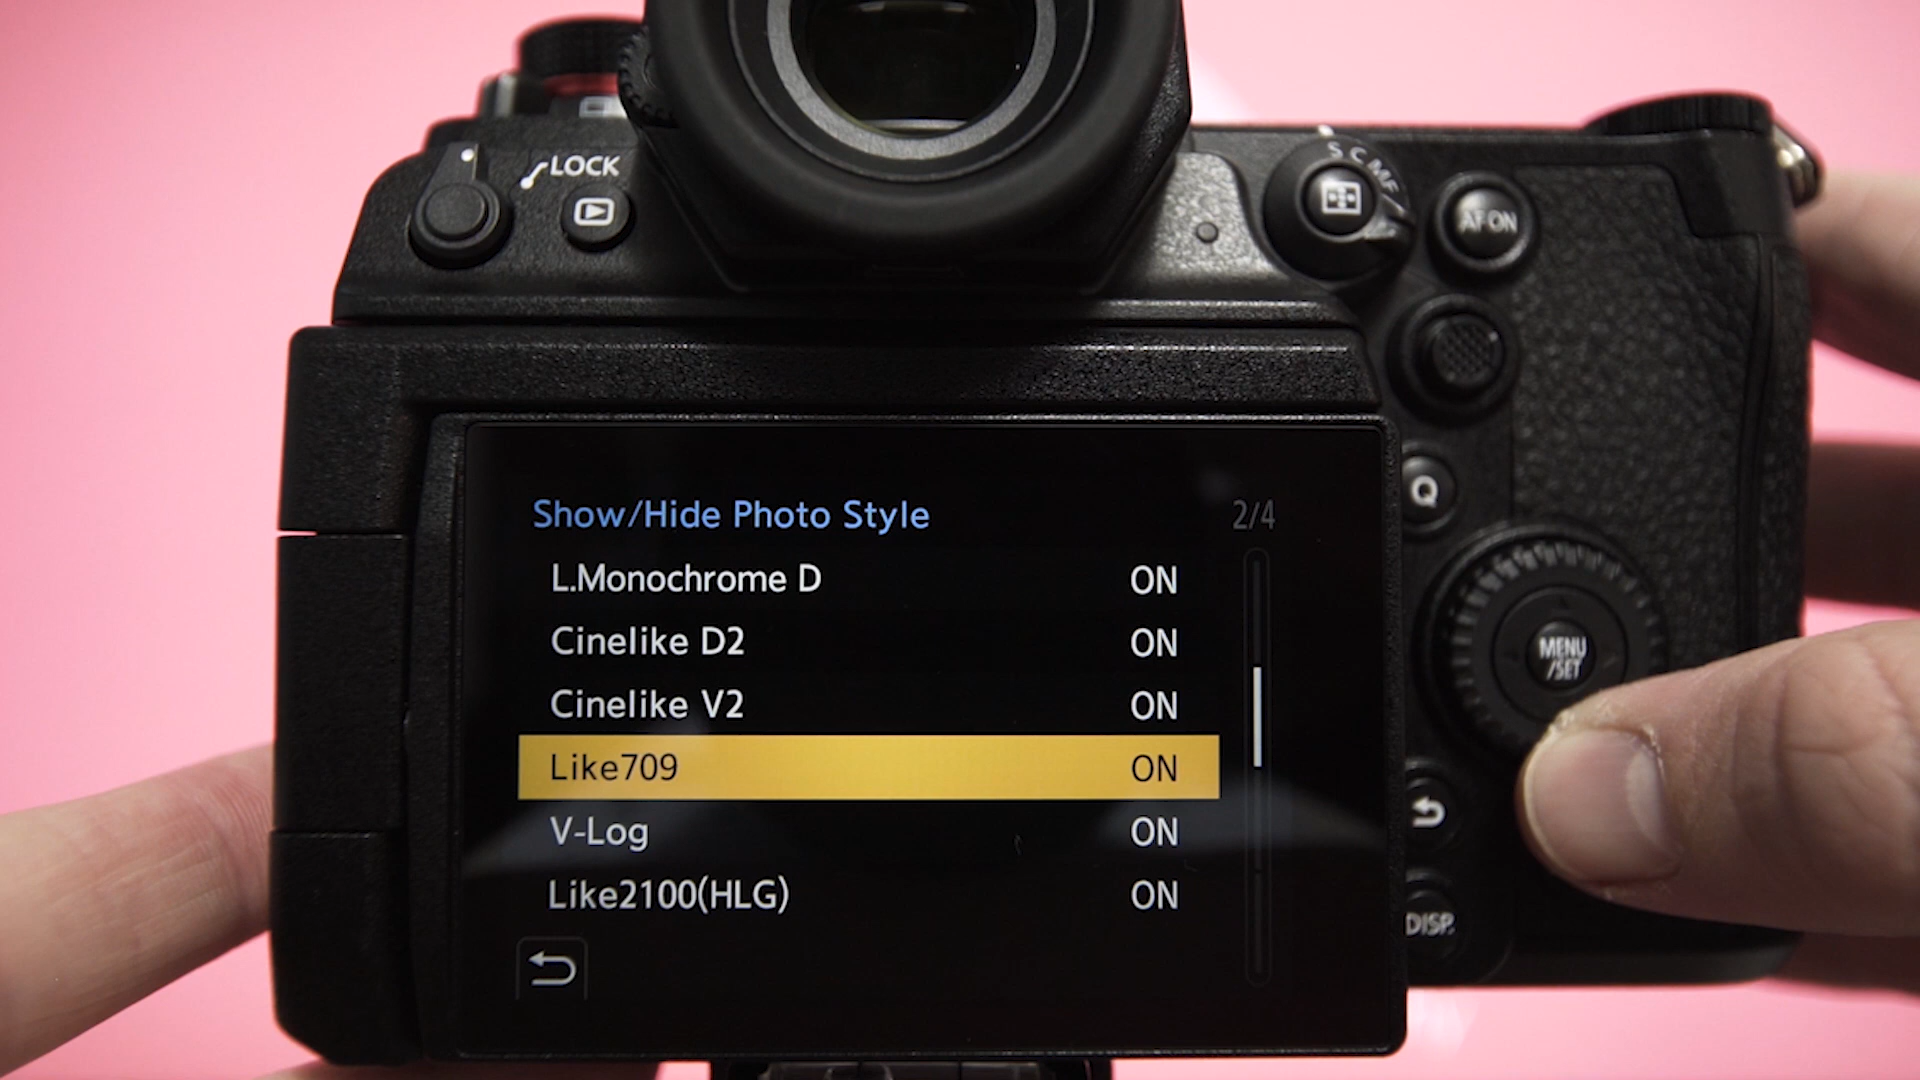 LOCK
S C MF
AF ON
Q
Show/Hide Photo Style 2/4
L.Monochrome D ON
Cinelike D2 ON
Cinelike V2 ON
Like709 ON
V-Log ON
Like2100(HLG) ON
MENU
/SET
DISP.